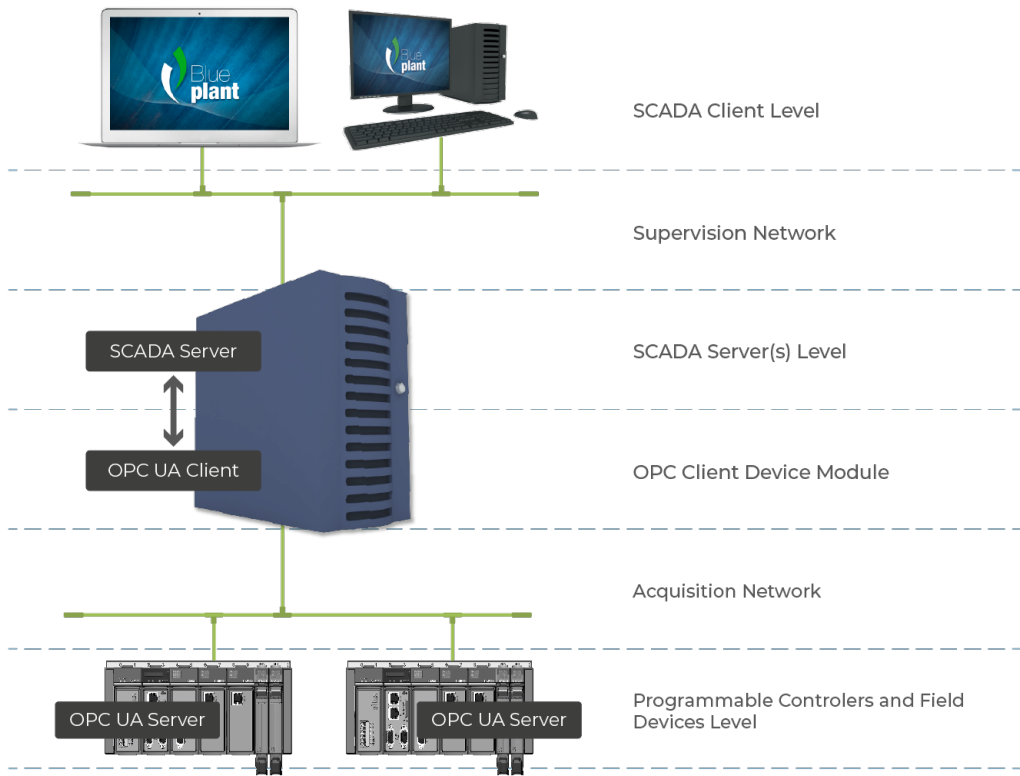 Blue
plant
Blue
plant
SCADA Client Level
Supervision Network
SCADA Server
SCADA Server(s) Level
OPC UA Client
OPC Client Device Module
Acquisition Network
OPC UA Server
OPC UA Server
Programmable Controlers and Field
Devices Level